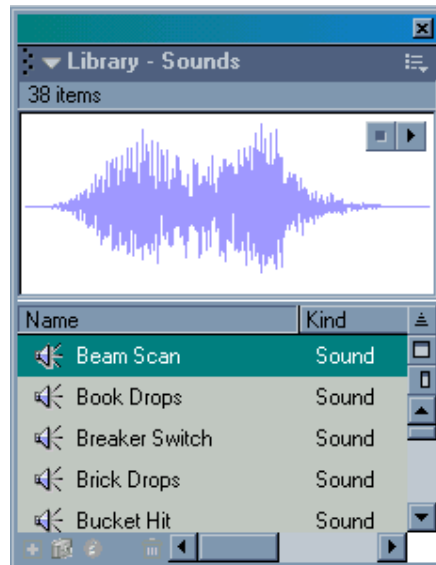 Library - Sounds
38 items
Name Kind
Beam Scan Sound
Book Drops Sound
Breaker Switch Sound
Brick Drops Sound
Bucket Hit Sound